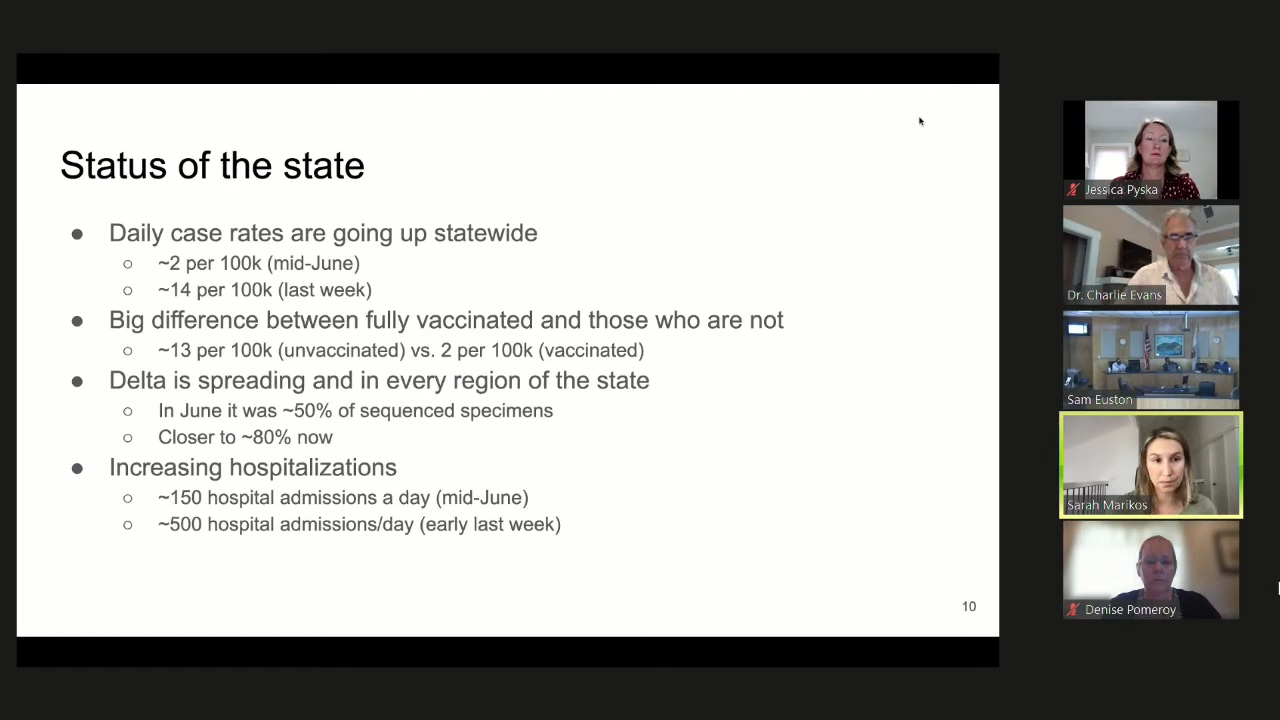 Status of the state
● Daily case rates are going up statewide
○ ~2 per 100k (mid-June)
○ ~14 per 100k (last week)
● Big difference between fully vaccinated and those who are not
○ ~13 per 100k (unvaccinated) vs. 2 per 100k (vaccinated)
● Delta is spreading and in every region of the state
○ In June it was ~50% of sequenced specimens
○ Closer to ~80% now
● Increasing hospitalizations
○ ~150 hospital admissions a day (mid-June)
○ ~500 hospital admissions/day (early last week)
10
Jessica Pyska
Dr. Charlie Evans
Sam Euston
Sarah Marikos
Denise Pomeroy